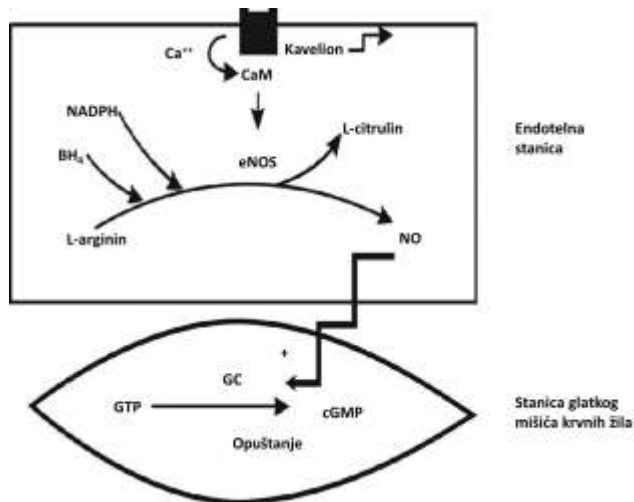 Ca⁺⁺
Kavelion
CaM
NADPH
L-citrulin
BH₄
eNOS
Endotelna
stanica
L-arginin
NO
+
GC
GTP
cGMP
Stanica glatkog
mišića krvnih žila
Opuštanje